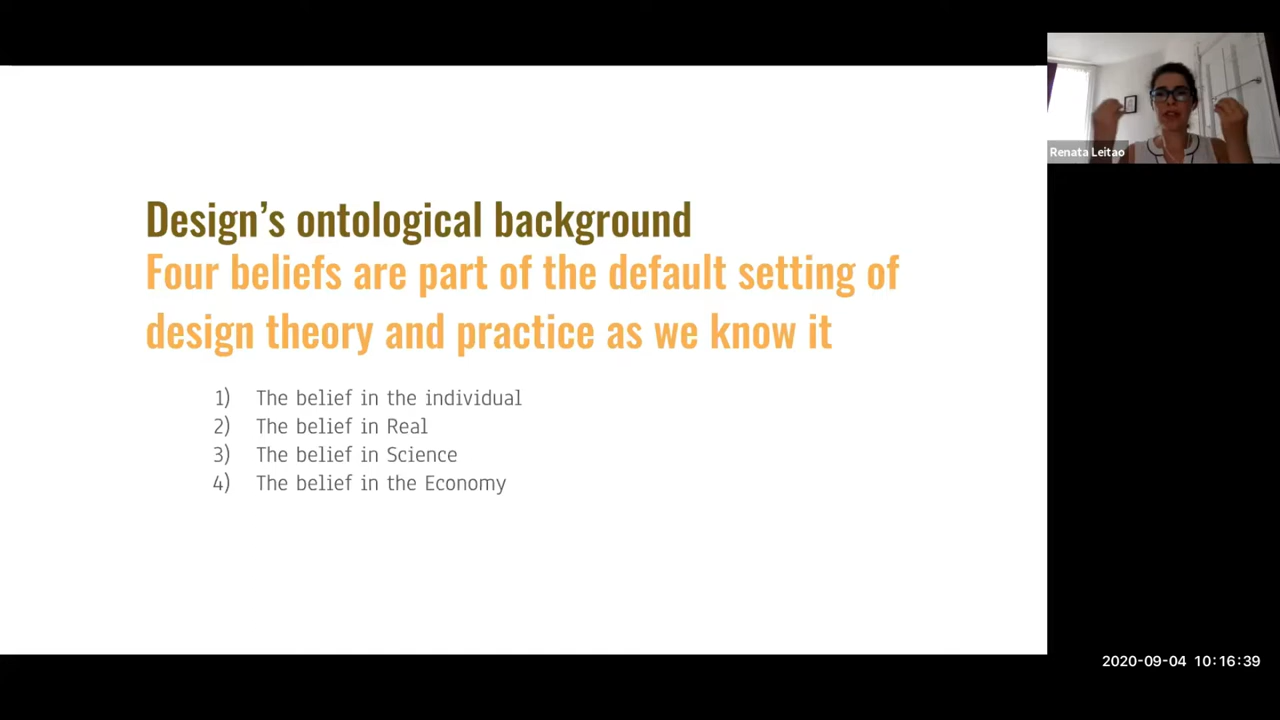 Design’s ontological background
Four beliefs are part of the default setting of
design theory and practice as we know it
1) The belief in the individual
2) The belief in Real
3) The belief in Science
4) The belief in the Economy
Renata Leitao
2020-09-04 10:16:39